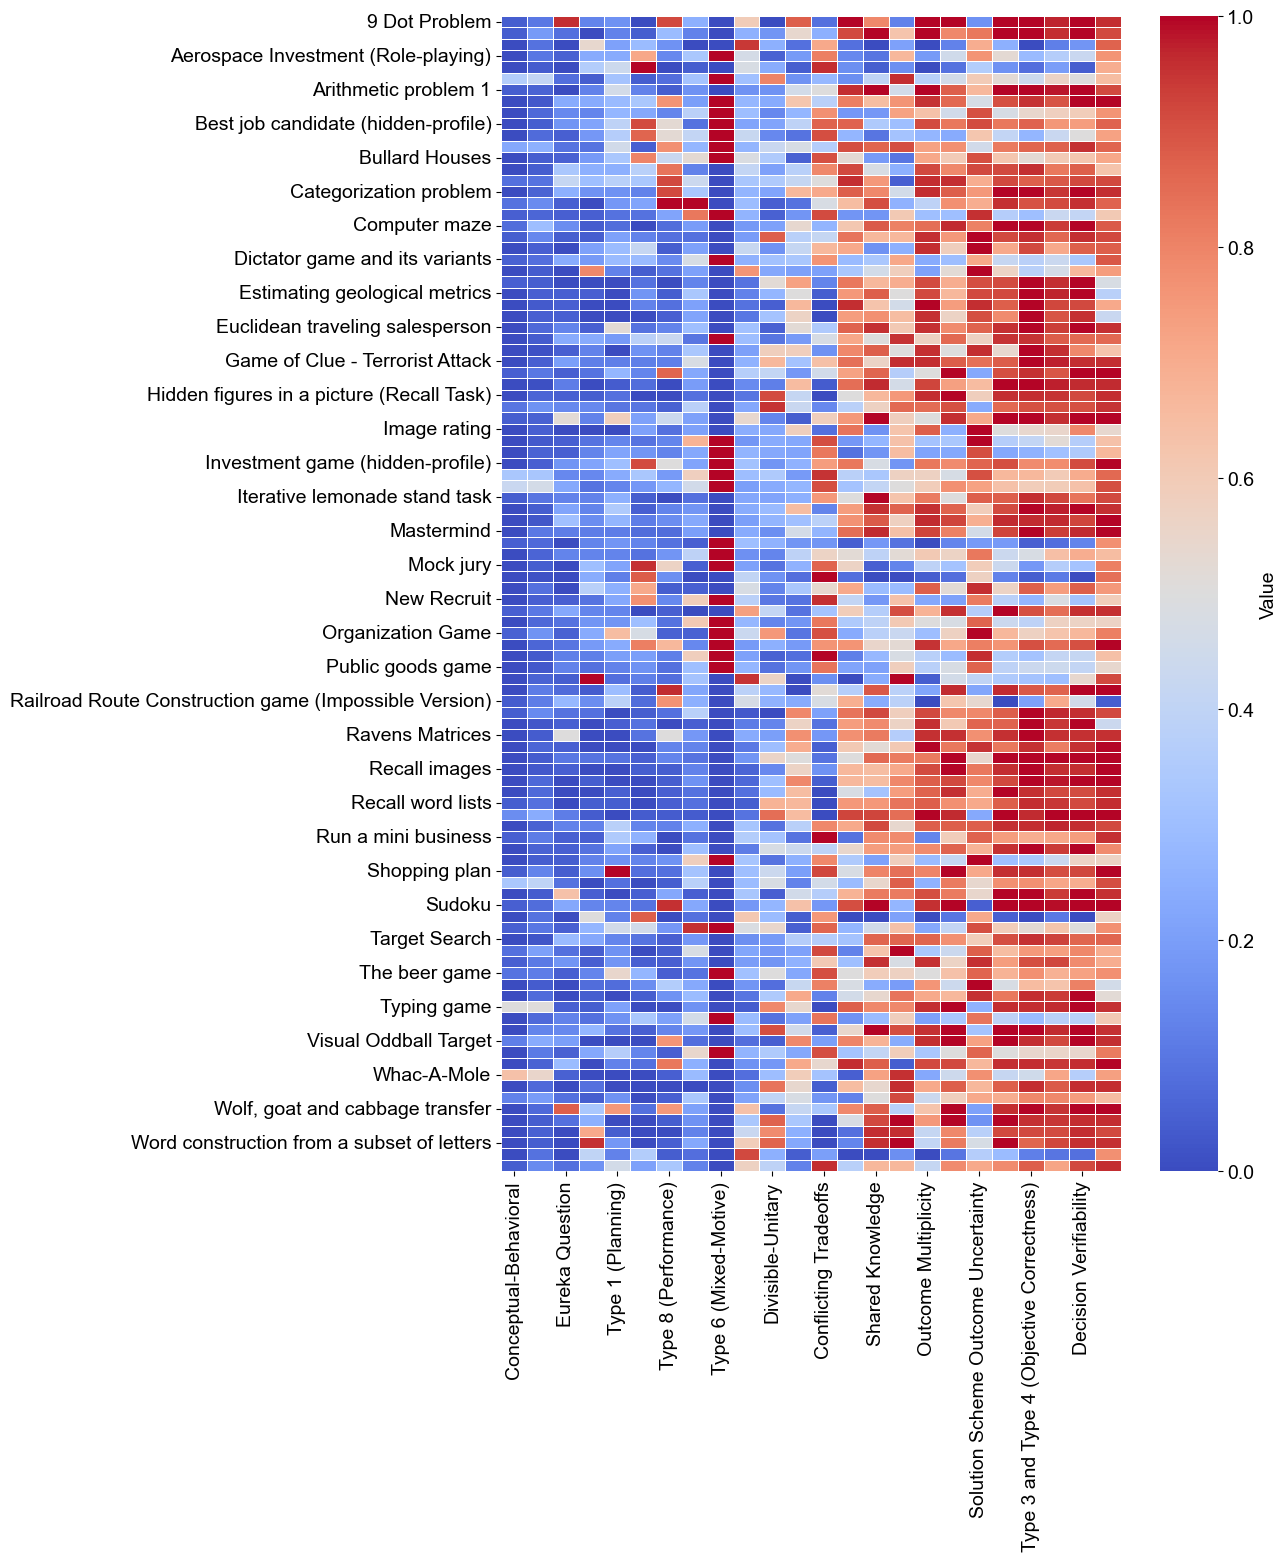 9 Dot Problem
Aerospace Investment (Role-playing)
Arithmetic problem 1
Best job candidate (hidden-profile)
Bullard Houses
Categorization problem
Computer maze
Dictator game and its variants
Estimating geological metrics
Euclidean traveling salesperson
Game of Clue - Terrorist Attack
Hidden figures in a picture (Recall Task)
Image rating
Investment game (hidden-profile)
Iterative lemonade stand task
Mastermind
Mock jury
New Recruit
Organization Game
Public goods game
Railroad Route Construction game (Impossible Version)
Ravens Matrices
Recall images
Recall word lists
Run a mini business
Shopping plan
Sudoku
Target Search
The beer game
Typing game
Visual Oddball Target
Whac-A-Mole
Wolf, goat and cabbage transfer
Word construction from a subset of letters
Conceptual-Behavioral
Eureka Question
Type 1 (Planning)
Type 8 (Performance)
Type 6 (Mixed-Motive)
Divisible-Unitary
Conflicting Tradeoffs
Shared Knowledge
Outcome Multiplicity
Solution Scheme Outcome Uncertainty
Type 3 and Type 4 (Objective Correctness)
Decision Verifiability
1.0
0.8
0.6
0.4
0.2
0.0
Value